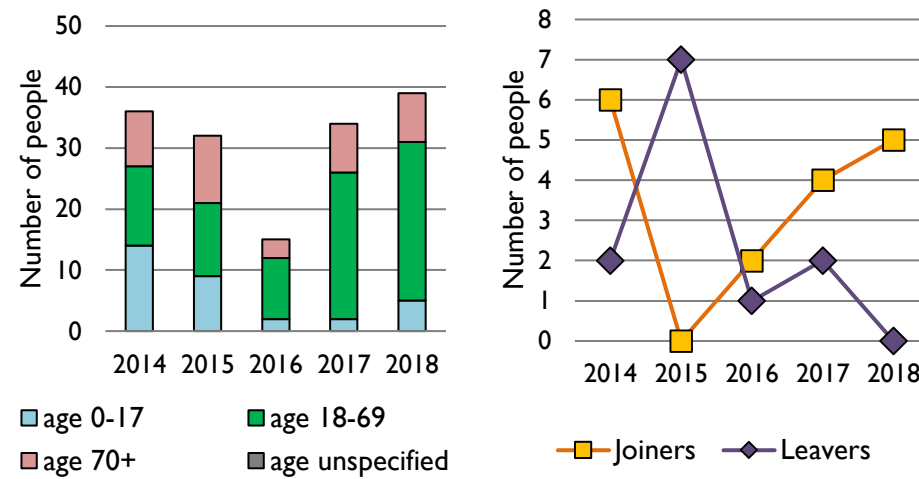 Number of people
50
40
30
20
10
0
2014 2015 2016 2017 2018
age 0-17 age 18-69
age 70+ age unspecified
Number of people
8
7
6
5
4
3
2
1
0
2014 2015 2016 2017 2018
Joiners Leavers